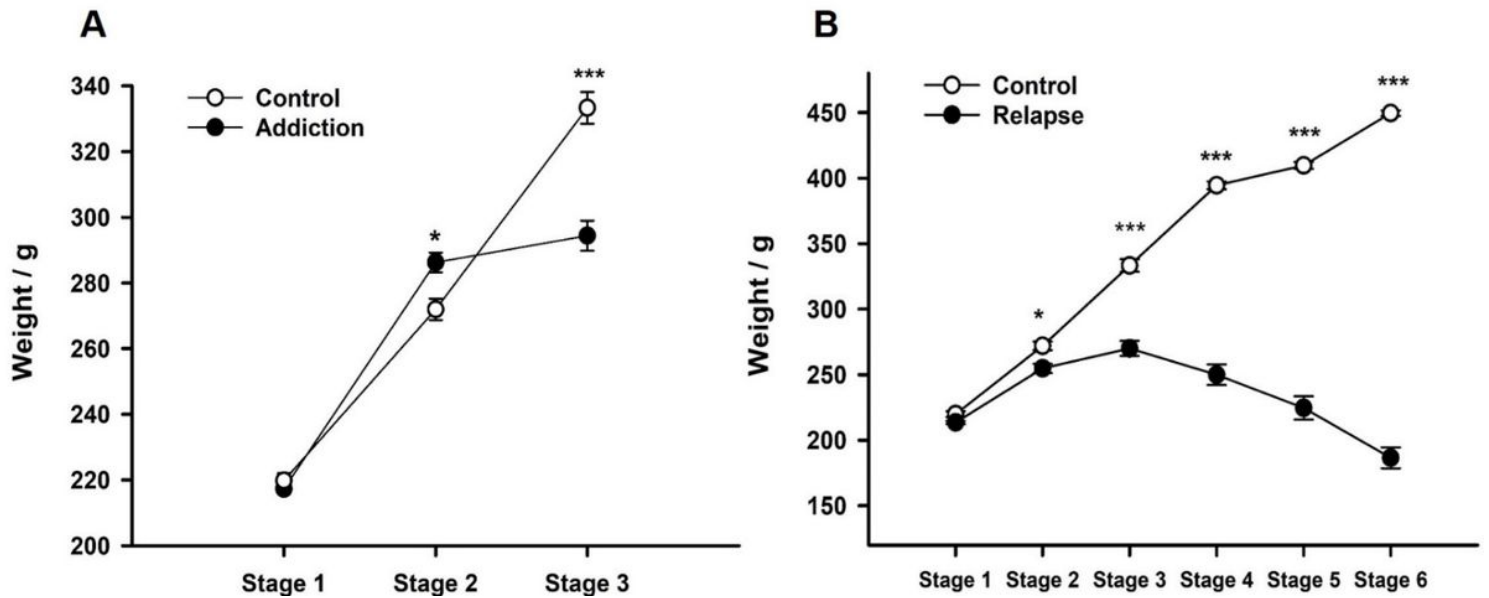 A
Control
Addiction
Weight / g
340
320
300
280
260
240
220
200
*
***
Stage 1 Stage 2 Stage 3
B
Control
Relapse
Weight / g
450
400
350
300
250
200
150
*
***
***
***
***
Stage 1 Stage 2 Stage 3 Stage 4 Stage 5 Stage 6